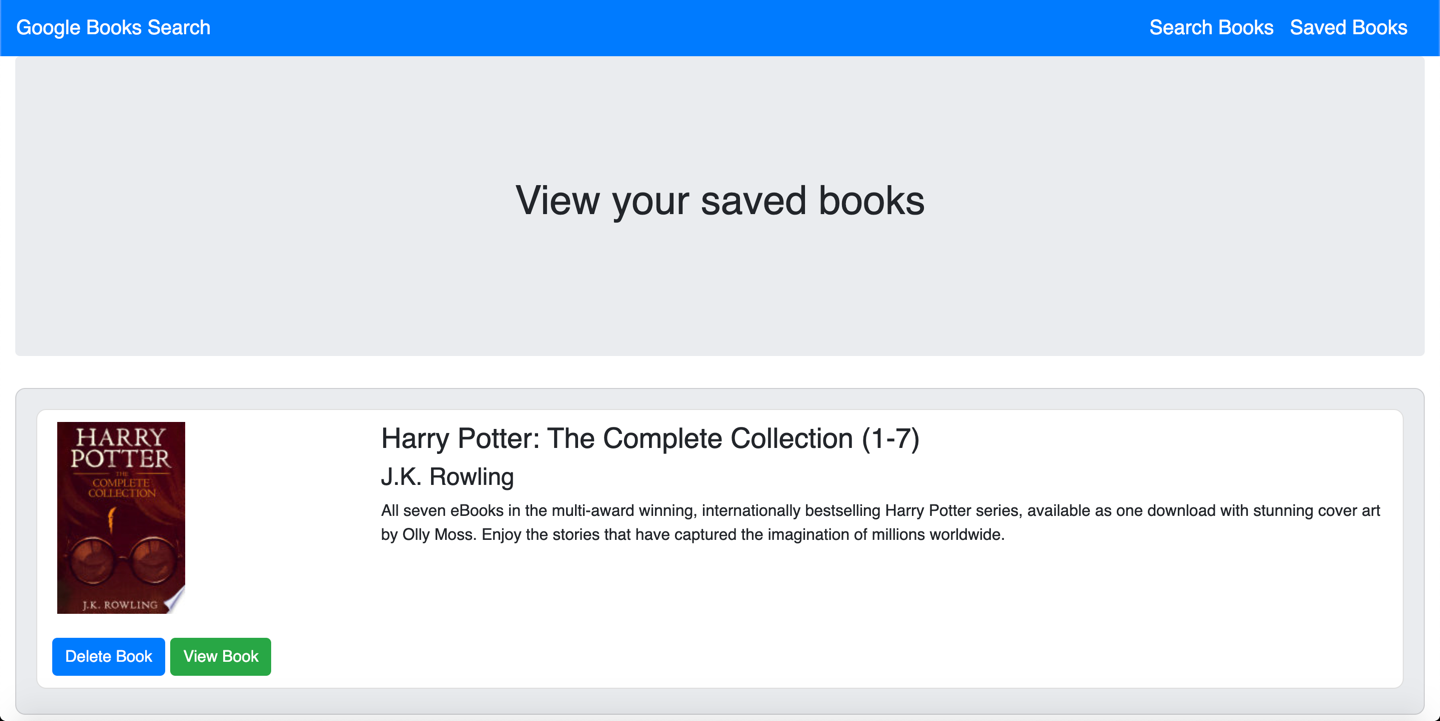 Google Books Search
Search Books Saved Books
View your saved books
HARRY
POTTER
THE
COMPLETE
COLLECTION
J.K. ROWLING
Harry Potter: The Complete Collection (1-7)
J.K. Rowling
All seven eBooks in the multi-award winning, internationally bestselling Harry Potter series, available as one download with stunning cover art
by Olly Moss. Enjoy the stories that have captured the imagination of millions worldwide.
Delete Book View Book